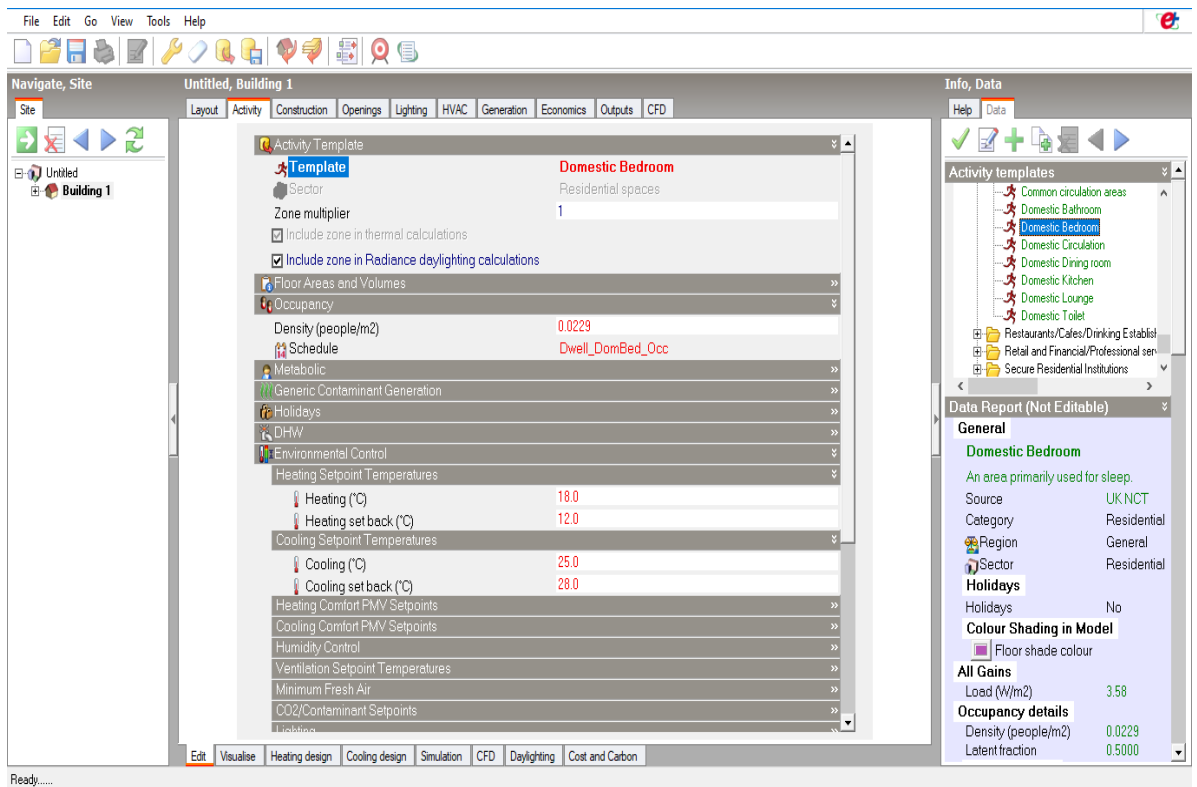 File Edit Go View Tools Help
Navigate, Site
Site
Untitled
Building 1
Untitled, Building 1
Layout Activity Construction Openings Lighting HVAC Generation Economics Outputs CFD
Activity Template
Template Domestic Bedroom
Sector Residential spaces
Zone multiplier 1
Include zone in thermal calculations
Include zone in Radiance daylighting calculations
Floor Areas and Volumes
Occupancy
Density (people/m2) 0.0229
Schedule Dwell_DomBed_Occ
Metabolic
Generic Contaminant Generation
Holidays
DHW
Environmental Control
Heating Setpoint Temperatures
Heating (°C) 18.0
Heating set back (°C) 12.0
Cooling Setpoint Temperatures
Cooling (°C) 25.0
Cooling set back (°C) 28.0
Heating Comfort PMV Setpoints
Cooling Comfort PMV Setpoints
Humidity Control
Ventilation Setpoint Temperatures
Minimum Fresh Air
CO2/Contaminant Setpoints
Lighting
Edit Visualise Heating design Cooling design Simulation CFD Daylighting Cost and Carbon
Info, Data
Help Data
Activity templates
Common circulation areas
Domestic Bathroom
Domestic Bedroom
Domestic Circulation
Domestic Dining room
Domestic Kitchen
Domestic Lounge
Domestic Toilet
Restaurants/Cafes/Drinking Establish
Retail and Financial/Professional serv
Secure Residential Institutions
Data Report (Not Editable)
General
Domestic Bedroom
An area primarily used for sleep.
Source UK NCT
Category Residential
Region General
Sector Residential
Holidays
Holidays No
Colour Shading in Model
Floor shade colour
All Gains
Load (W/m2) 3.58
Occupancy details
Density (people/m2) 0.0229
Latent fraction 0.5000
Ready......